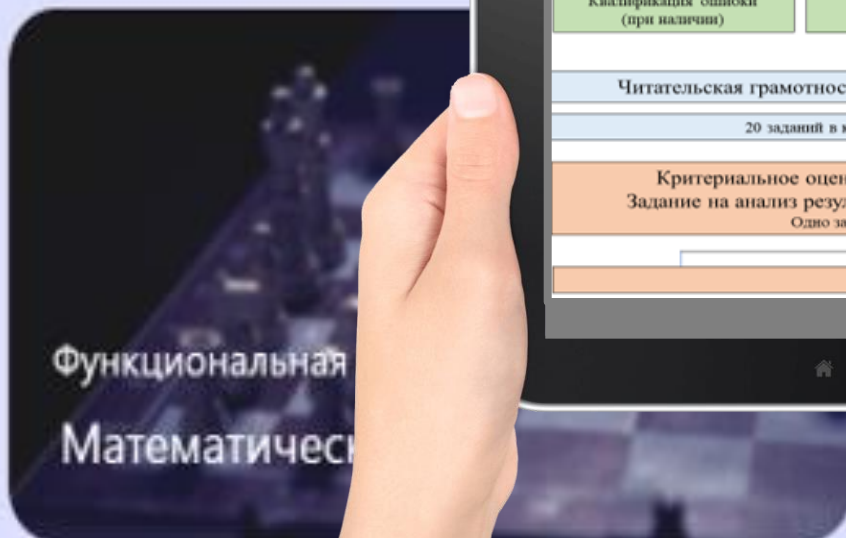 Квалификация ошибки
(при наличии)
Читательская грамотнос
20 заданий в к
Критериальное оцен
Задание на анализ резул
Одно за
Функциональная
Математическ